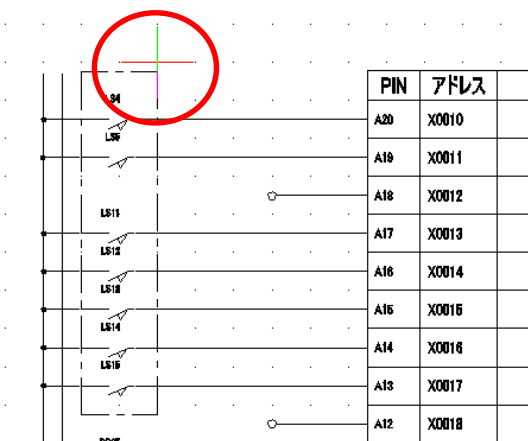 PIN アドレス
LS4
A20 X0010
LS5
A19 X0011
A18 X0012
LS11
A17 X0013
LS12
A16 X0014
LS13
A15 X0015
LS14
A14 X0016
LS15
A13 X0017
A12 X0018